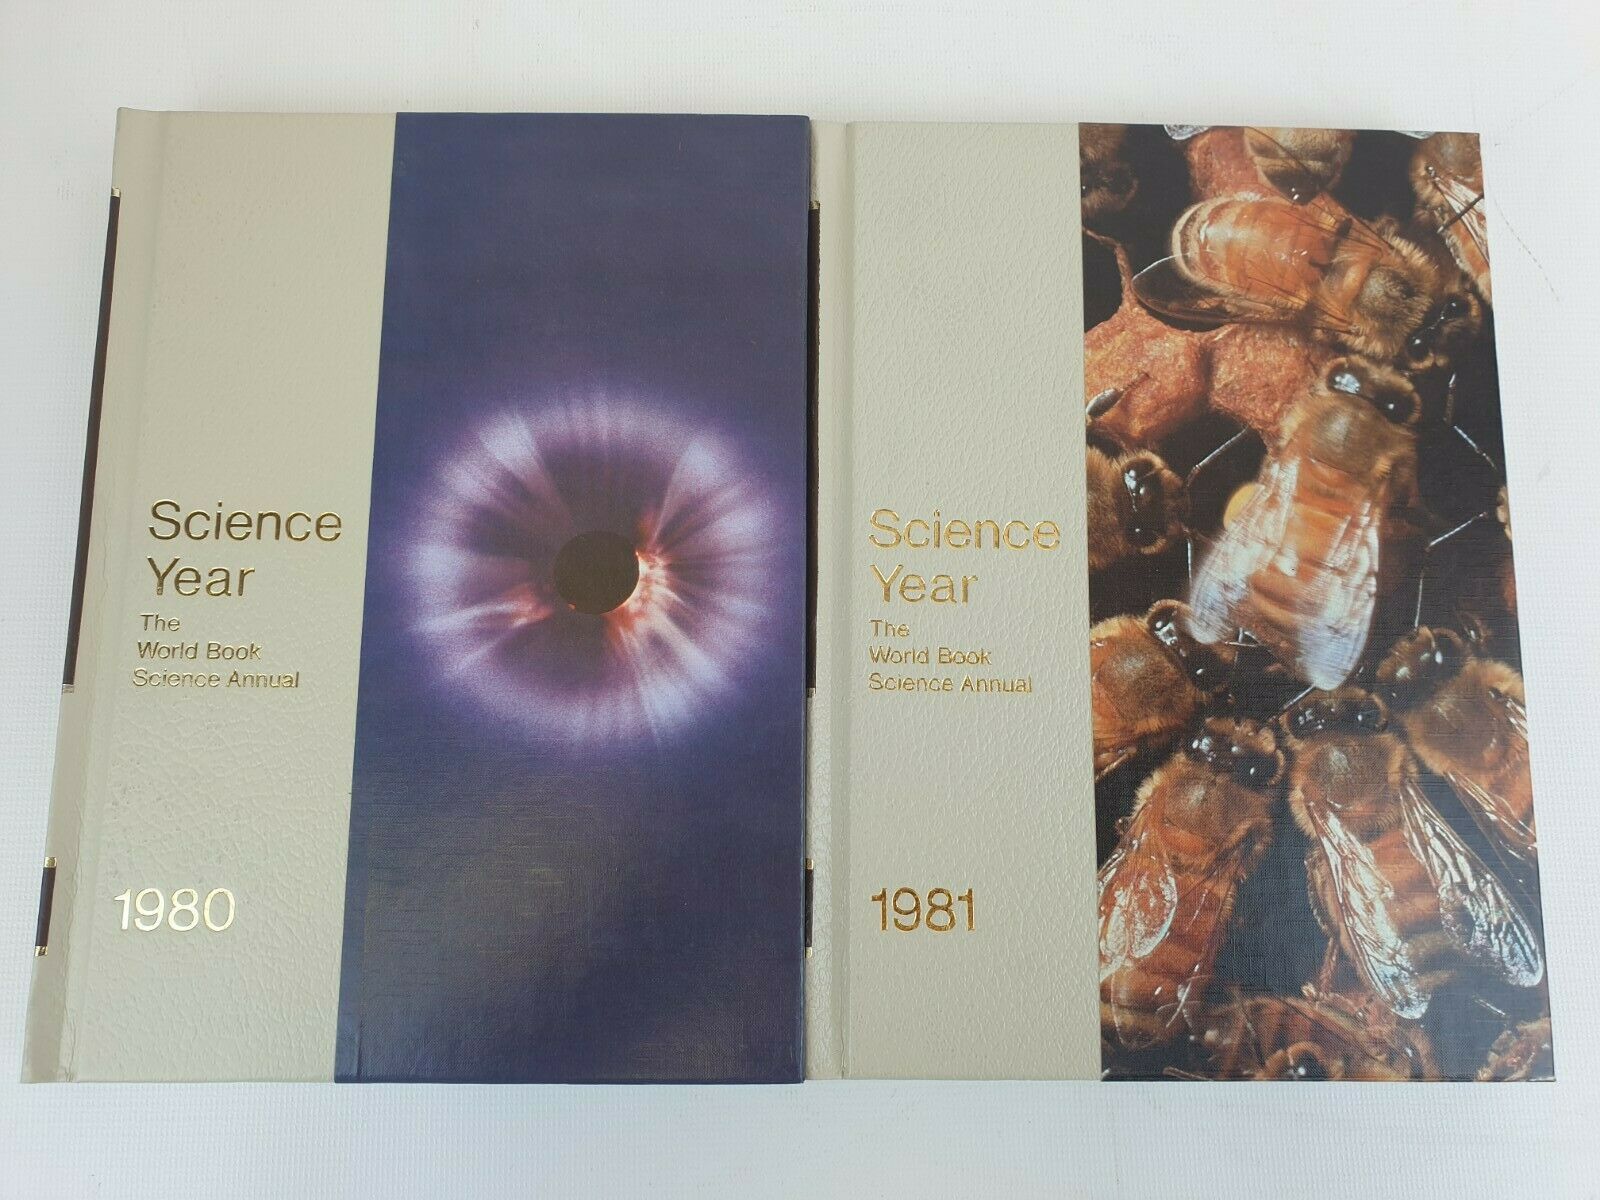 Science
Year
The
World Book
Science Annual
1980
Science
Year
The
World Book
Science Annual
1981